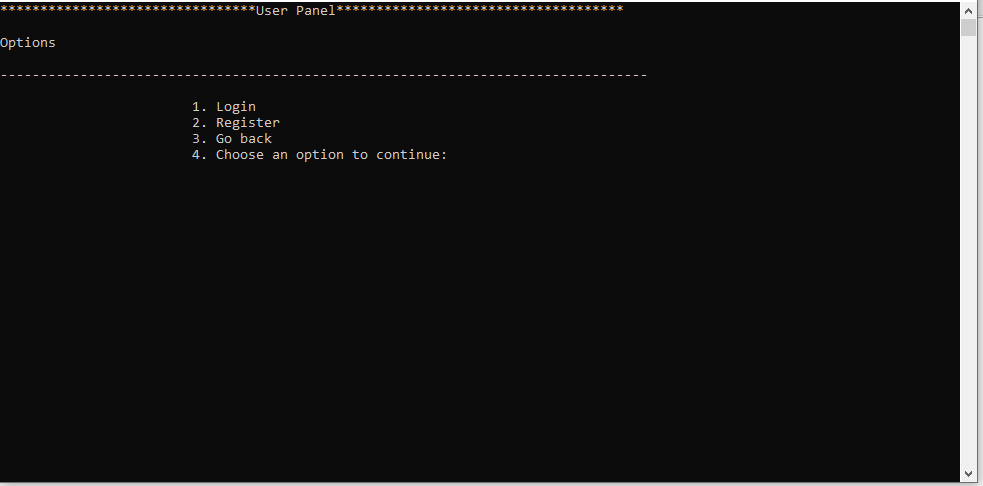 ********************************User Panel************************************
Options
---------------------------------------------------------------------------------
1. Login
2. Register
3. Go back
4. Choose an option to continue: